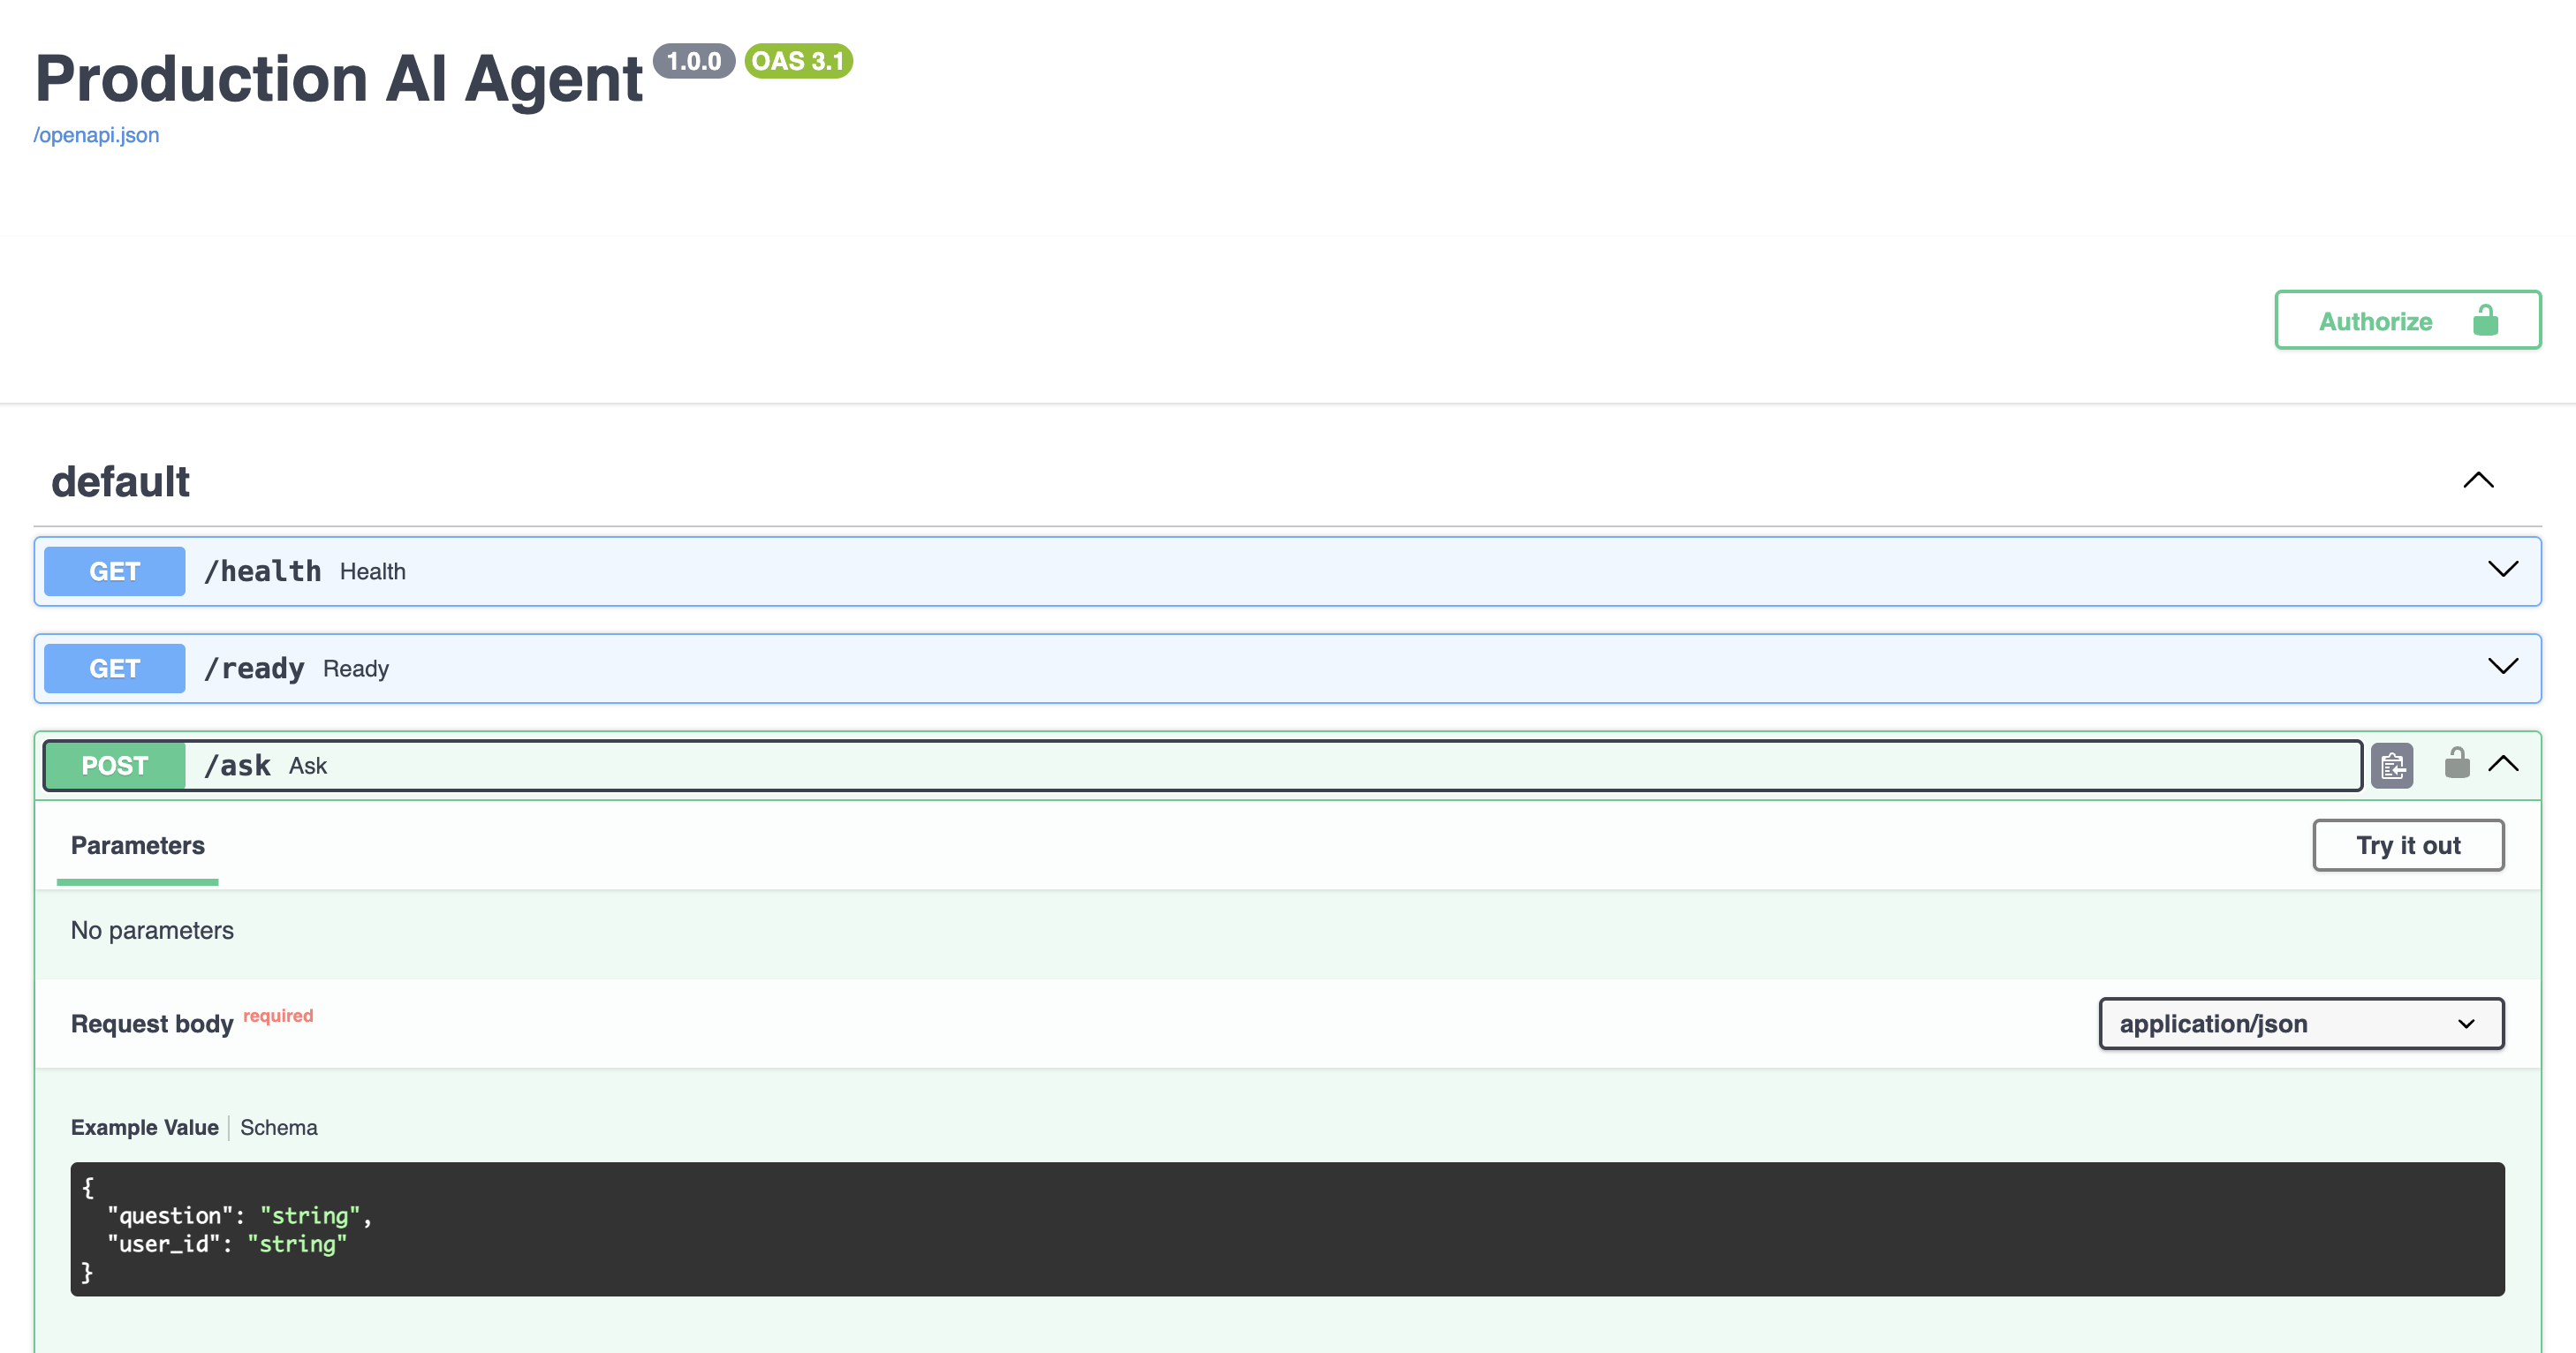 Production AI Agent 1.0.0 OAS 3.1
/openapi.json
Authorize
default
GET /health Health
GET /ready Ready
POST /ask Ask
Parameters
Try it out
No parameters
Request body required
application/json
Example Value | Schema
{
  "question": "string",
  "user_id": "string"
}